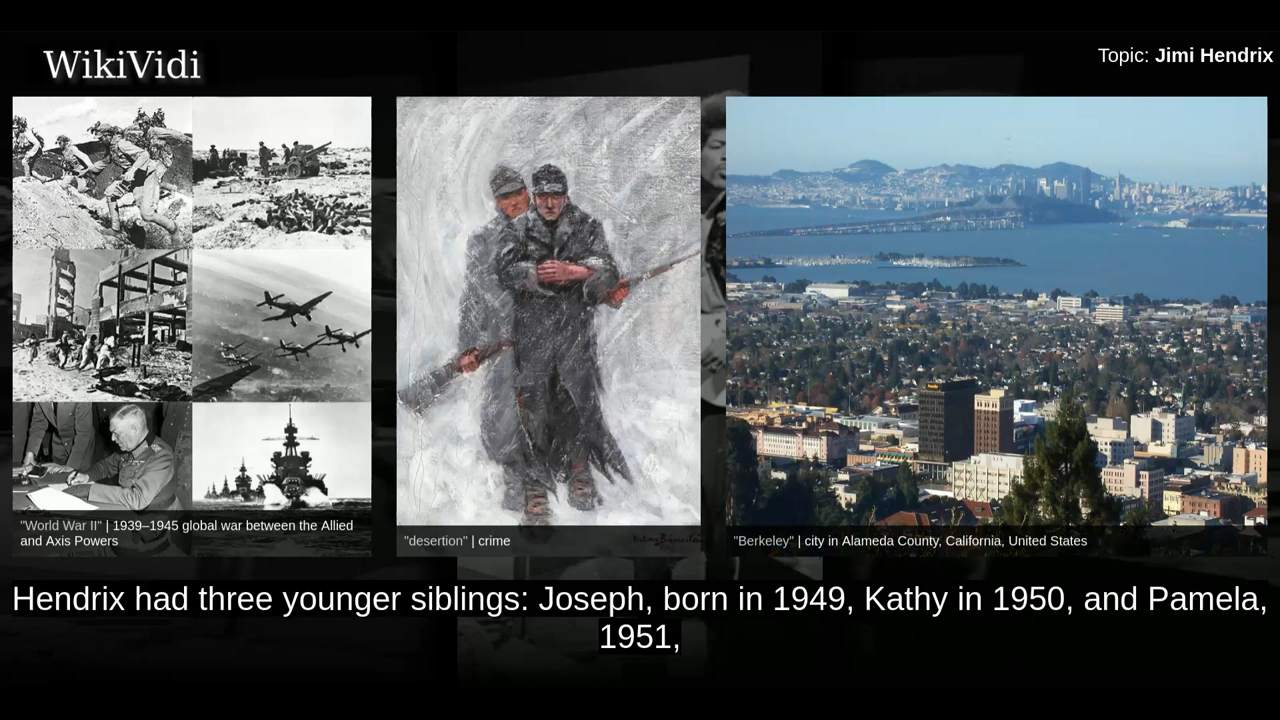 WikiVidi
Topic: Jimi Hendrix
"World War II" | 1939–1945 global war between the Allied
and Axis Powers
"desertion" | crime
"Berkeley" | city in Alameda County, California, United States
Hendrix had three younger siblings: Joseph, born in 1949, Kathy in 1950, and Pamela,
1951,